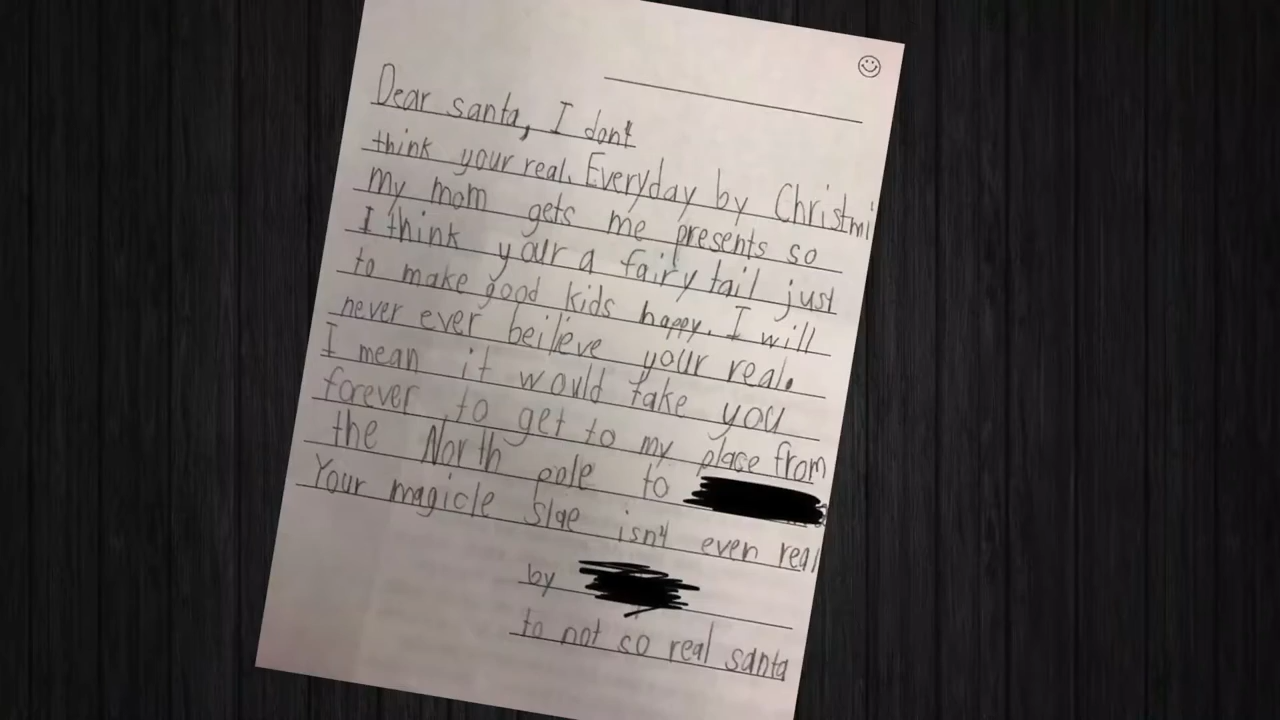 Dear santa, I dont
think your real. Everyday by Christmi
my mom gets me presents so
I think your a fairy tail just
to make good kids happy. I will
never ever beilieve your real.
I mean it would take you
forever to get to my place from
the North pole to
Your magicle slae isn't even real
by
to not so real santa